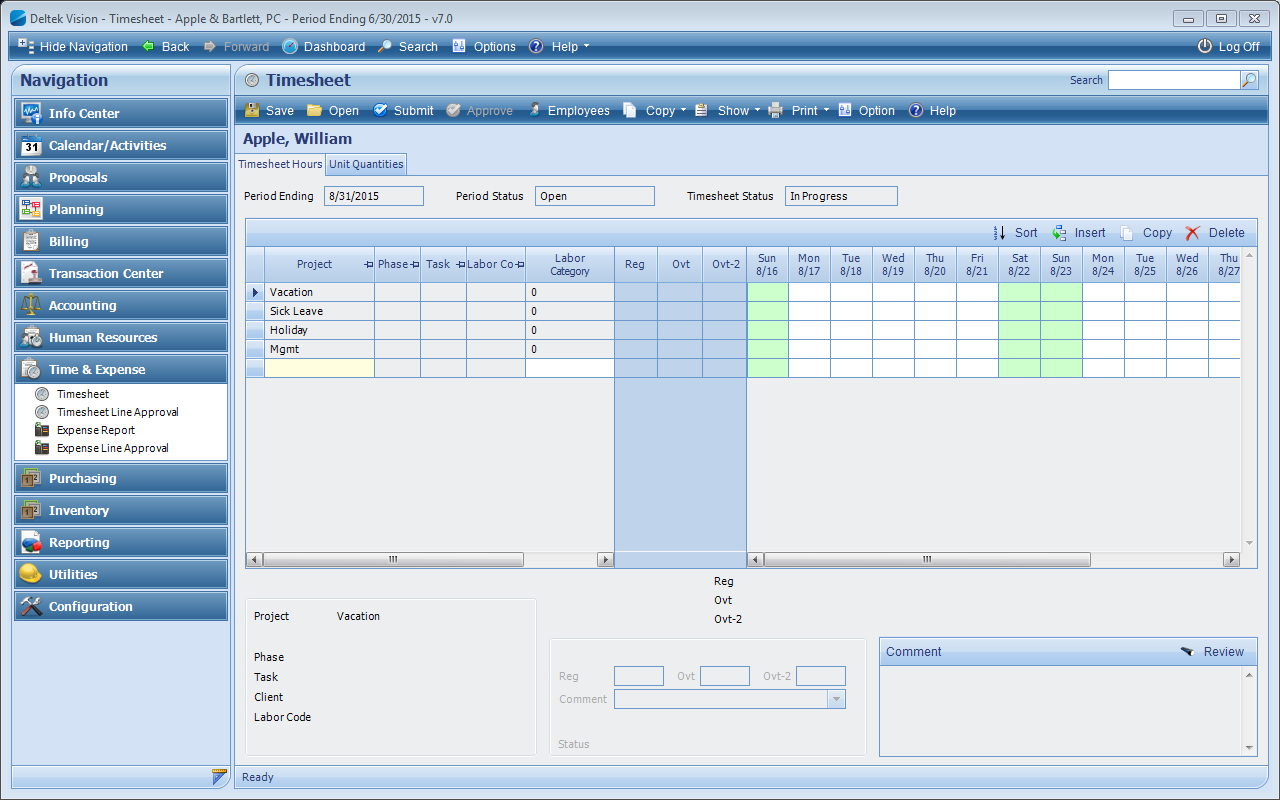 Deltek Vision - Timesheet - Apple & Bartlett, PC - Period Ending 6/30/2015 - v7.0
Hide Navigation Back Forward Dashboard Search Options Help Log Off
Navigation
Info Center
31 Calendar/Activities
Proposals
Planning
Billing
Transaction Center
Accounting
Human Resources
Time & Expense
Timesheet
Timesheet Line Approval
Expense Report
Expense Line Approval
Purchasing
Inventory
Reporting
Utilities
Configuration
Timesheet Search
Save Open Submit Approve Employees Copy Show Print Option Help
Apple, William
Timesheet Hours Unit Quantities
Period Ending 8/31/2015 Period Status Open Timesheet Status In Progress
Sort Insert Copy Delete
Project Phase Task Labor Co Labor Category Reg Ovt Ovt-2 Sun 8/16 Mon 8/17 Tue 8/18 Wed 8/19 Thu 8/20 Fri 8/21 Sat 8/22 Sun 8/23 Mon 8/24 Tue 8/25 Wed 8/26 Thu 8/27
Vacation 0
Sick Leave 0
Holiday 0
Mgmt 0
Reg
Ovt
Ovt-2
Project Vacation
Phase
Task
Client
Labor Code
Reg Ovt Ovt-2
Comment
Status
Comment Review
Ready